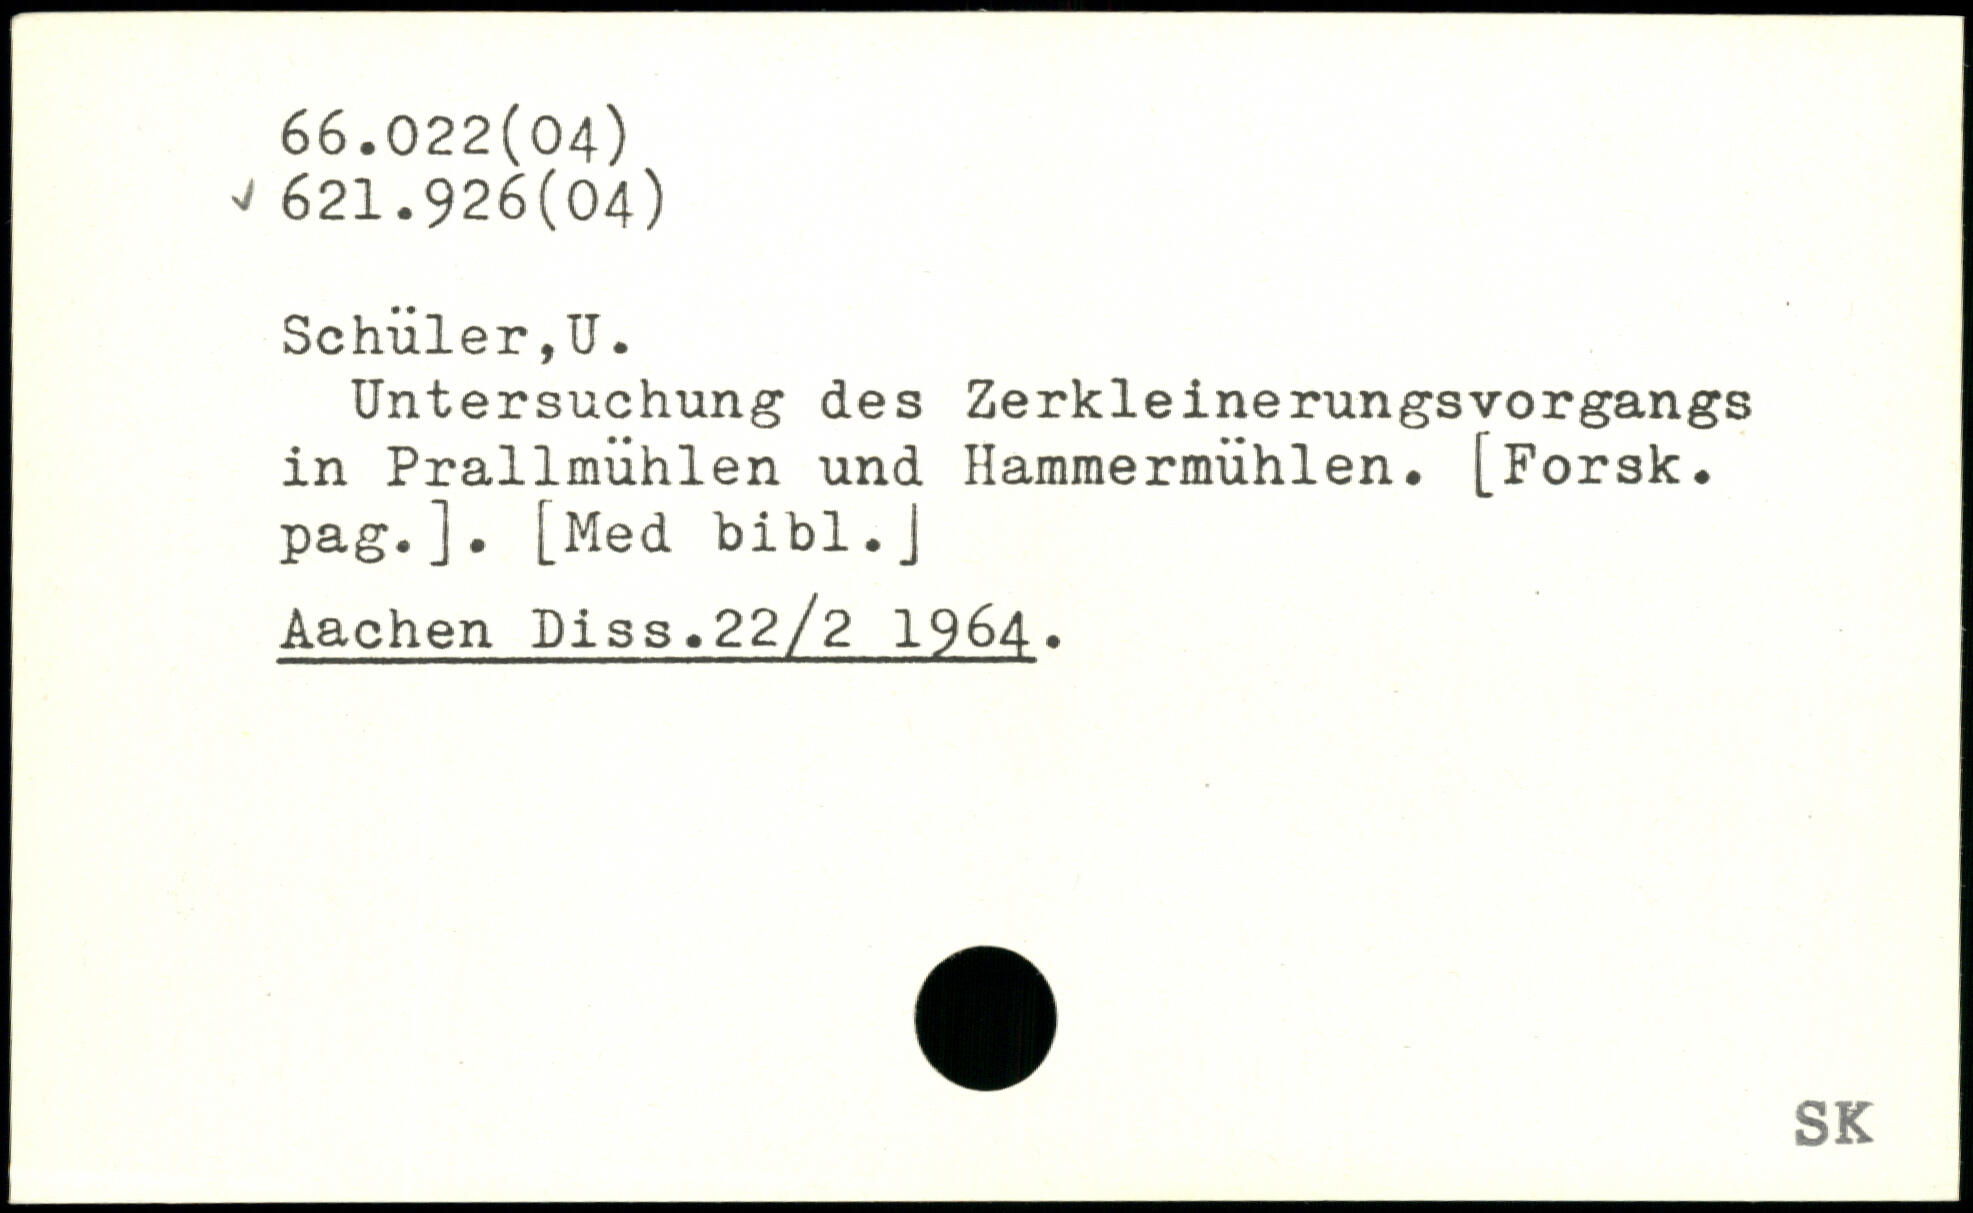 66.022(04)
✓ 621.926(04)
Schüler,U.
Untersuchung des Zerkleinerungsvorgangs
in Prallmühlen und Hammermühlen. [Forsk.
pag.]. [Med bibl.]
Aachen Diss.22/2 1964.
SK